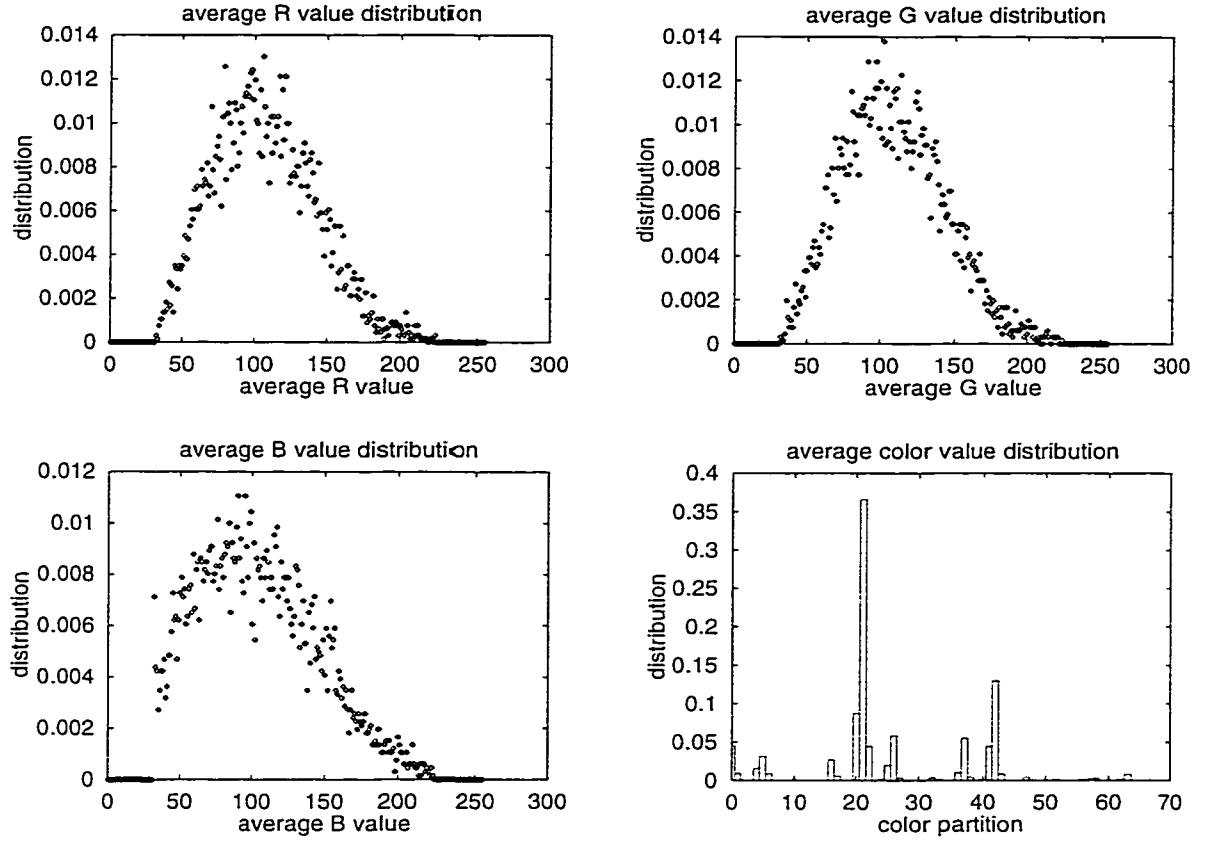 average R value distribution
0.014
0.012
0.01
0.008
0.006
0.004
0.002
0
distribution
0 50 100 150 200 250 300
average R value
average G value distribution
0.014
0.012
0.01
0.008
0.006
0.004
0.002
0
distribution
0 50 100 150 200 250 300
average G value
average B value distribution
0.012
0.01
0.008
0.006
0.004
0.002
0
distribution
0 50 100 150 200 250 300
average B value
average color value distribution
0.4
0.35
0.3
0.25
0.2
0.15
0.1
0.05
0
distribution
0 10 20 30 40 50 60 70
color partition